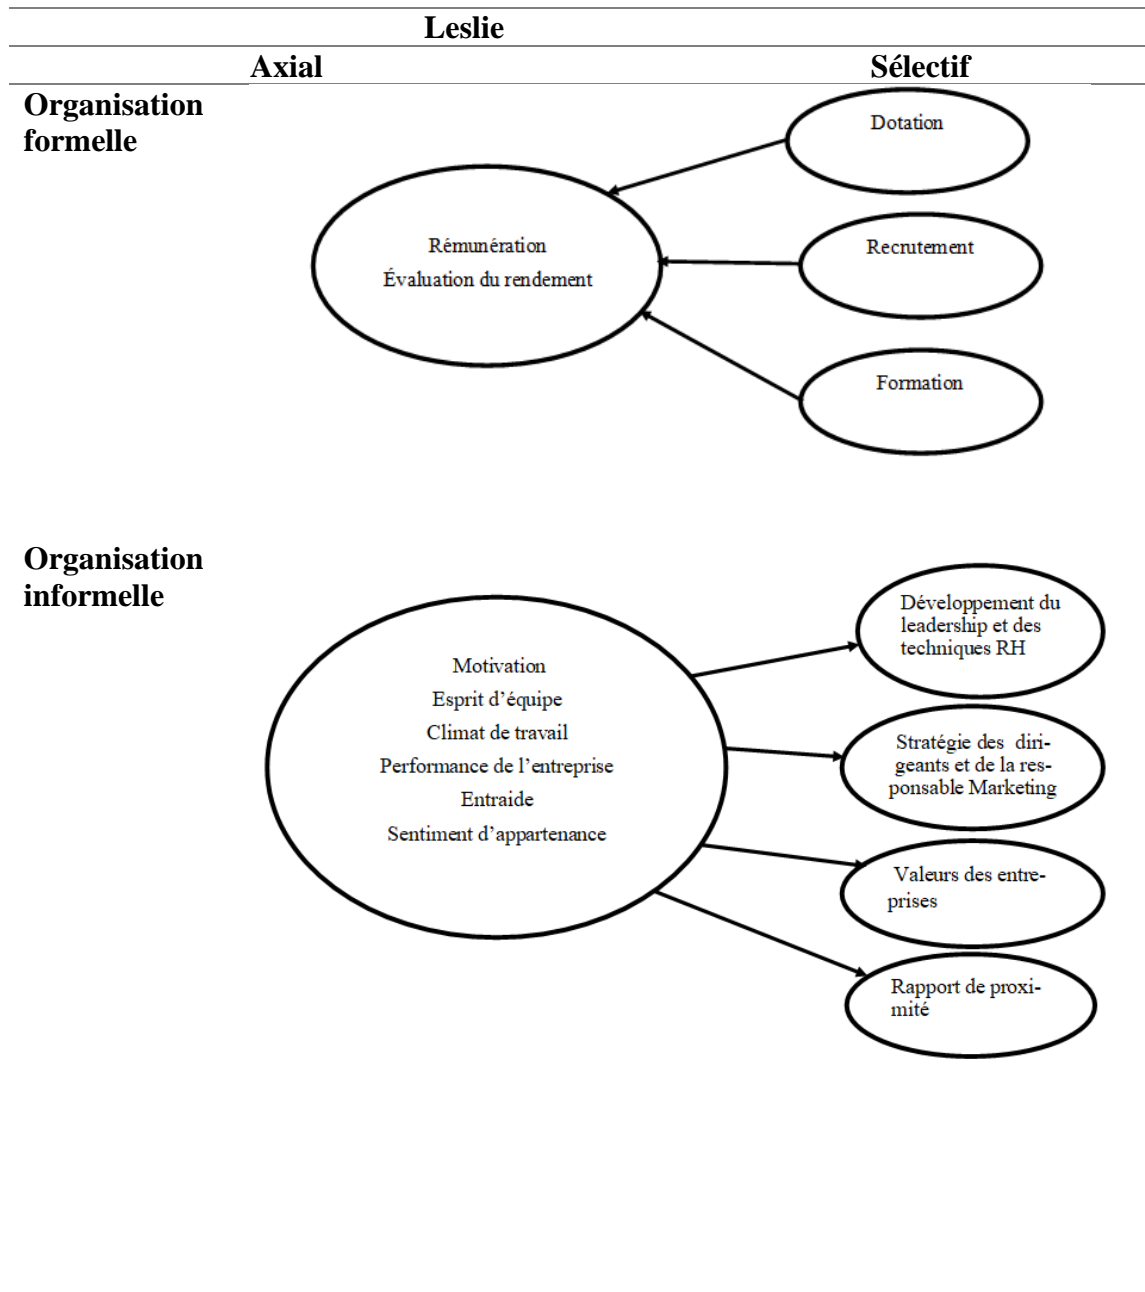 Leslie
Axial
Sélectif
Organisation
formelle
Rémunération
Évaluation du rendement
Dotation
Recrutement
Formation
Organisation
informelle
Motivation
Esprit d’équipe
Climat de travail
Performance de l’entreprise
Entraide
Sentiment d’appartenance
Développement du
leadership et des
techniques RH
Stratégie des diri-
geants et de la res-
ponsable Marketing
Valeurs des entre-
prises
Rapport de proxi-
mité